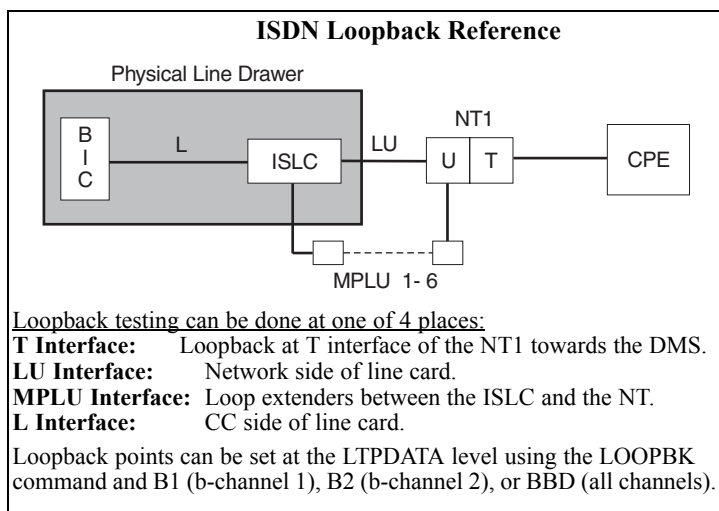 ISDN Loopback Reference
Physical Line Drawer
NT1
B
I
C
L
ISLC
LU
U
T
CPE
MPLU 1- 6
Loopback testing can be done at one of 4 places:
T Interface: Loopback at T interface of the NT1 towards the DMS.
LU Interface: Network side of line card.
MPLU Interface: Loop extenders between the ISLC and the NT.
L Interface: CC side of line card.
Loopback points can be set at the LTPDATA level using the LOOPBK
command and B1 (b-channel 1), B2 (b-channel 2), or BBD (all channels).